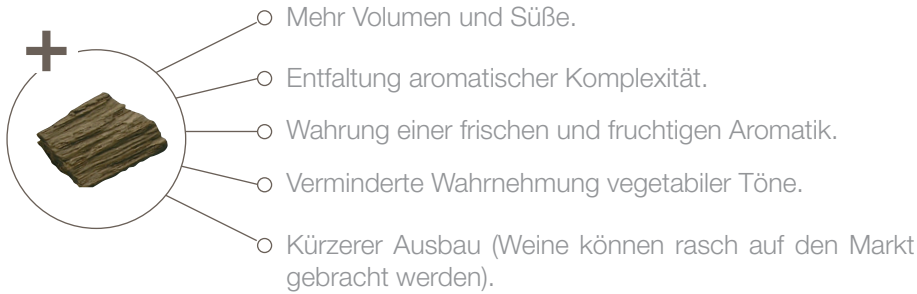 Mehr Volumen und Süße.
Entfaltung aromatischer Komplexität.
Wahrung einer frischen und fruchtigen Aromatik.
Verminderte Wahrnehmung vegetabiler Töne.
Kürzerer Ausbau (Weine können rasch auf den Markt
gebracht werden).